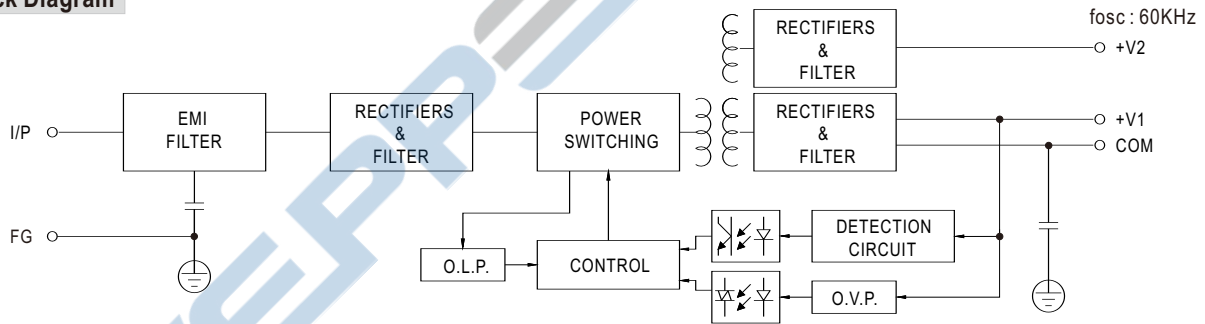 ck Diagram
fosc : 60KHz
RECTIFIERS
&
FILTER
+V2
I/P
EMI
FILTER
RECTIFIERS
&
FILTER
POWER
SWITCHING
RECTIFIERS
&
FILTER
+V1
COM
FG
O.L.P.
CONTROL
DETECTION
CIRCUIT
O.V.P.